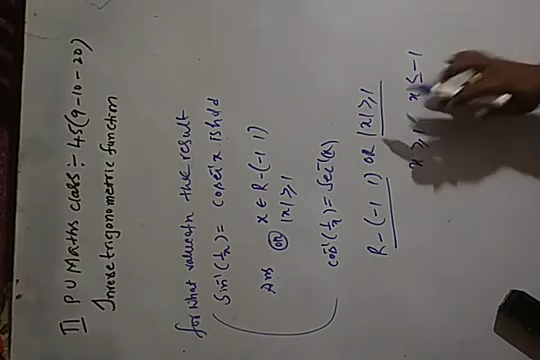 II PU Maths class:- 45(9-10-20)
Inverse trigonometric function
for what value of x the result
Sin⁻¹(1/x) = cosec⁻¹x is hold
Ans x ∈ R-(-1 1)
or |x| ≥ 1
cos⁻¹(1/x) = Sec⁻¹(x)
R-(-1 1) OR |x| ≥ 1
x ≥ 1 x ≤ -1